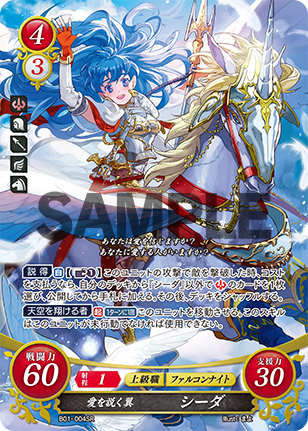 4
3
SAMPLE
あなたは愛を信じますか？
あなたに愛する人がいますか？
説得 自 【1】 このユニットの攻撃で敵を撃破した時、コスト
を支払うなら、自分のデッキから「シーダ」以外ののカードを1枚
選び、公開してから手札に加える。その後、デッキをシャッフルする。
天空を翔ける者 起 【ターン1回】 このユニットを移動させる。このスキル
はこのユニットが未行動でなければ使用できない。
戦闘力
60
射程
1
上級職
ファルコンナイト
支援力
30
愛を説く翼 シーダ
B01-004SR